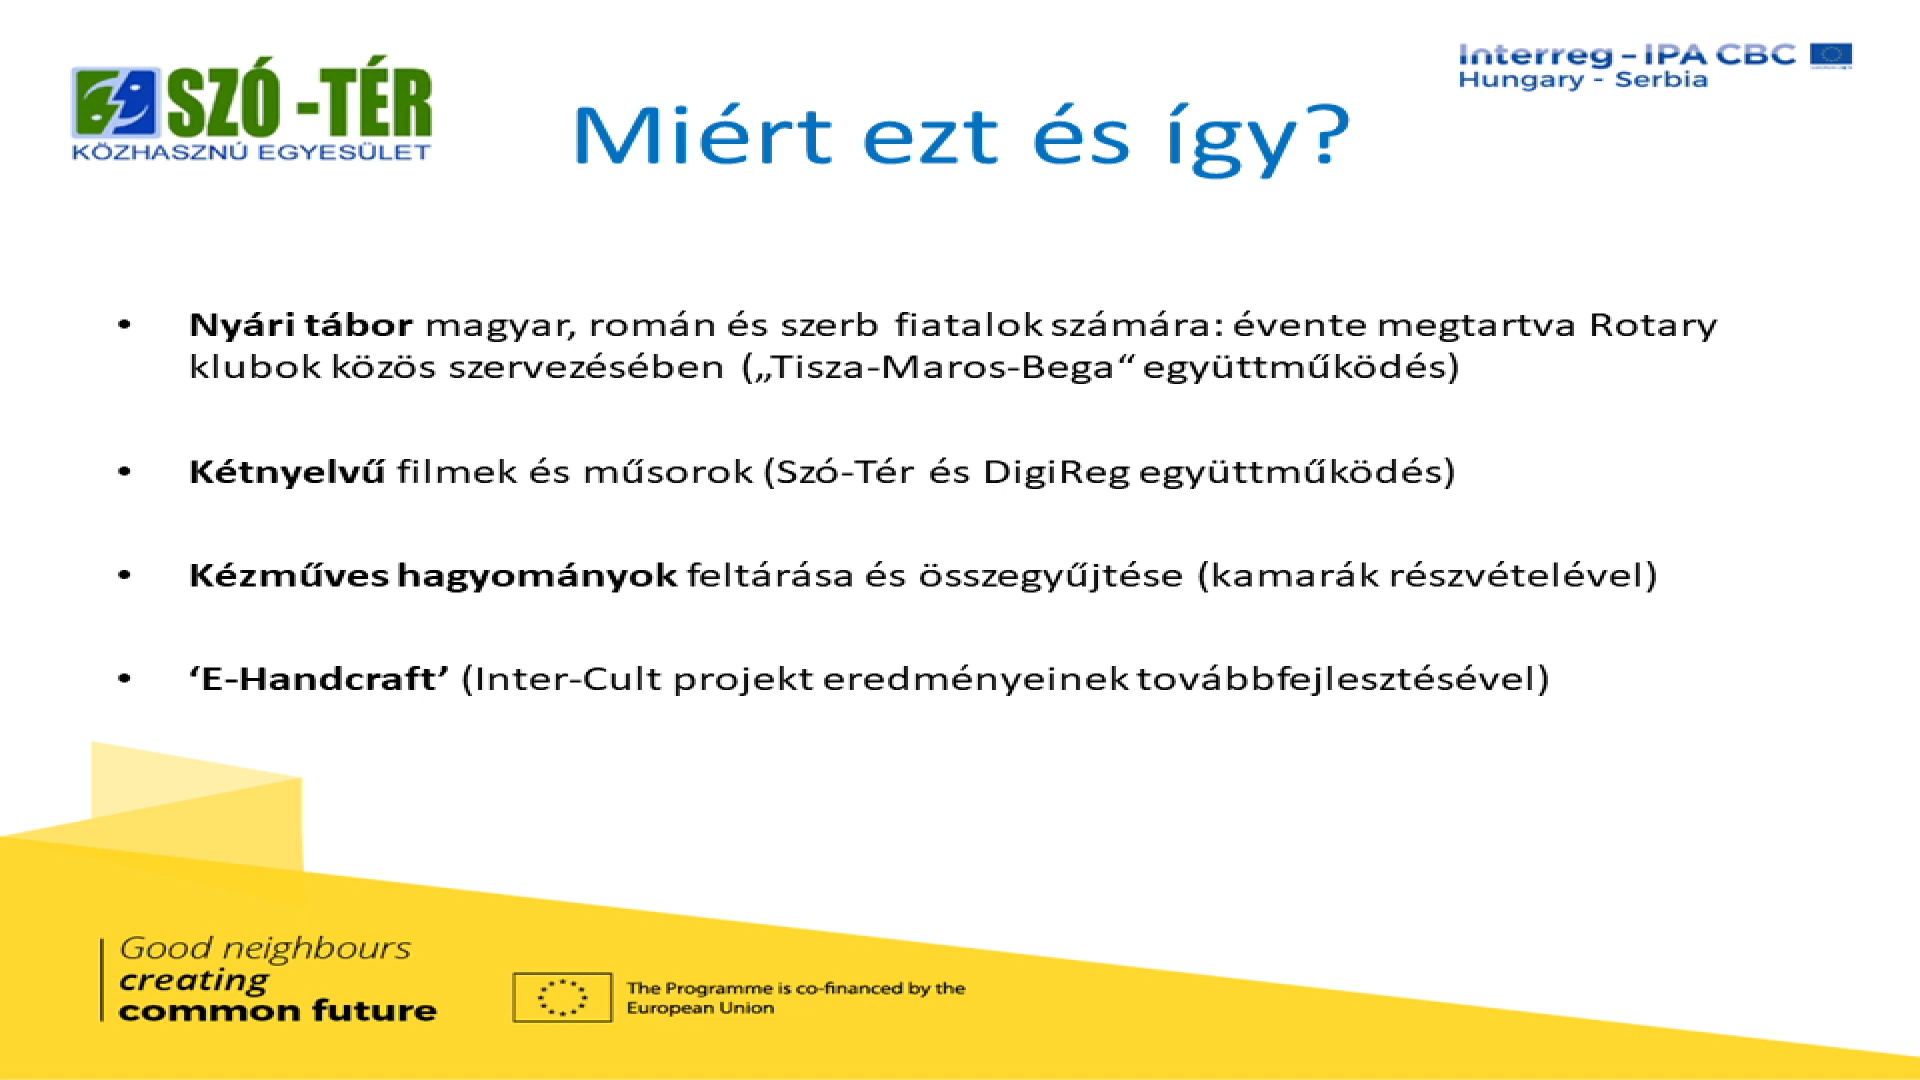 SZÓ -TÉR
KÖZHASZNÚ EGYESÜLET
Interreg - IPA CBC
Hungary - Serbia
Miért ezt és így?
• Nyári tábor magyar, román és szerb fiatalok számára: évente megtartva Rotary
klubok közös szervezésében („Tisza-Maros-Bega“ együttműködés)
• Kétnyelvű filmek és műsorok (Szó-Tér és DigiReg együttműködés)
• Kézműves hagyományok feltárása és összegyűjtése (kamarák részvételével)
• ‘E-Handcraft’ (Inter-Cult projekt eredményeinek továbbfejlesztésével)
Good neighbours
creating
common future
The Programme is co-financed by the
European Union